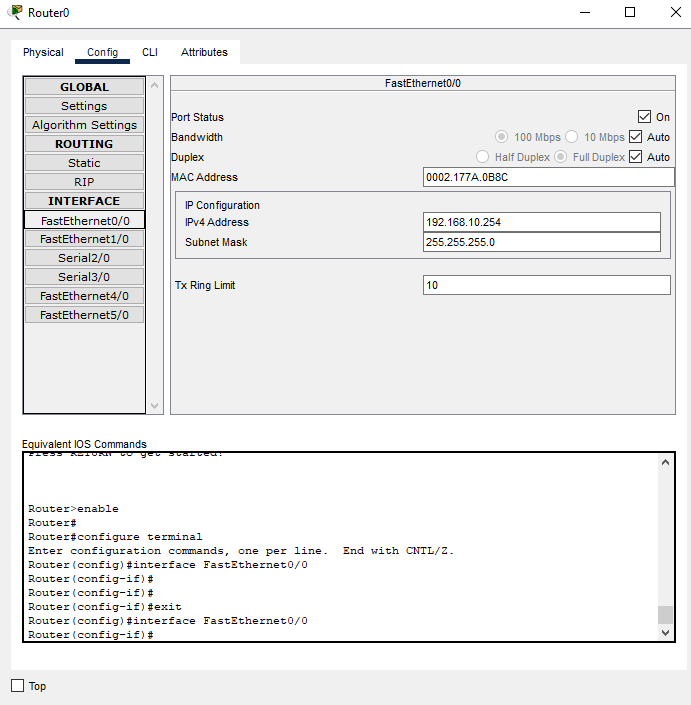 Router0
Physical Config CLI Attributes
GLOBAL
Settings
Algorithm Settings
ROUTING
Static
RIP
INTERFACE
FastEthernet0/0
FastEthernet1/0
Serial2/0
Serial3/0
FastEthernet4/0
FastEthernet5/0
FastEthernet0/0
Port Status On
Bandwidth 100 Mbps 10 Mbps Auto
Duplex Half Duplex Full Duplex Auto
MAC Address 0002.177A.0B8C
IP Configuration
IPv4 Address 192.168.10.254
Subnet Mask 255.255.255.0
Tx Ring Limit 10
Equivalent IOS Commands
Press RETURN to get started!
Router>enable
Router#
Router#configure terminal
Enter configuration commands, one per line. End with CNTL/Z.
Router(config)#interface FastEthernet0/0
Router(config-if)#
Router(config-if)#
Router(config-if)#exit
Router(config)#interface FastEthernet0/0
Router(config-if)#
Top